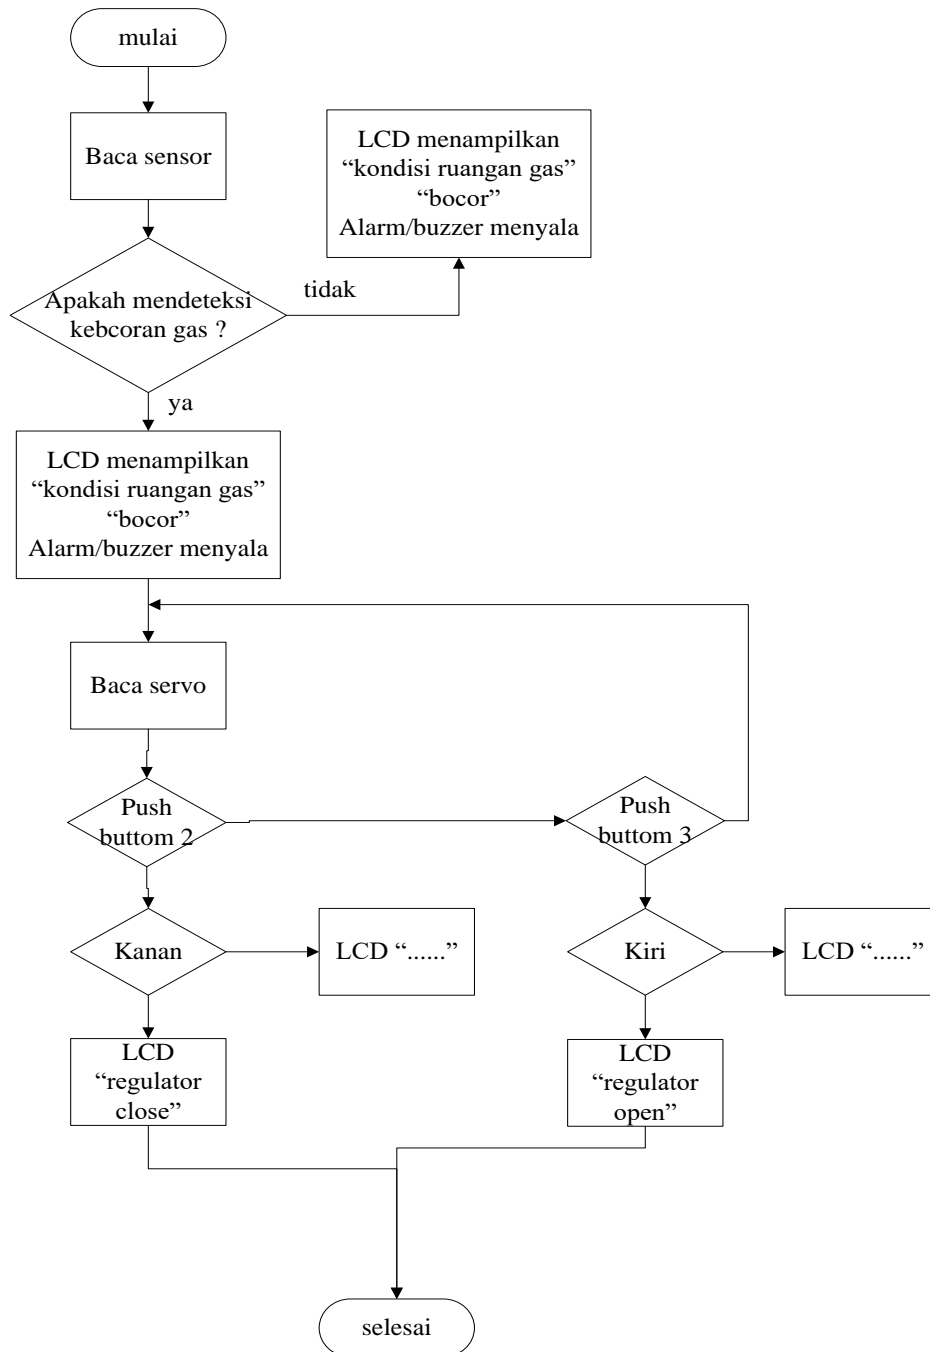 mulai
Baca sensor
LCD menampilkan
“kondisi ruangan gas”
“bocor”
Alarm/buzzer menyala
Apakah mendeteksi
kebcoran gas ?
tidak
ya
LCD menampilkan
“kondisi ruangan gas”
“bocor”
Alarm/buzzer menyala
Baca servo
Push
buttom 2
Push
buttom 3
Kanan
LCD “......”
Kiri
LCD “......”
LCD
“regulator
close”
LCD
“regulator
open”
selesai